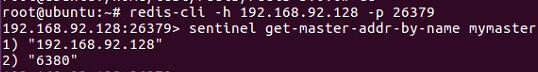 root@ubuntu:~# redis-cli -h 192.168.92.128 -p 26379
192.168.92.128:26379> sentinel get-master-addr-by-name mymaster
1) "192.168.92.128"
2) "6380"